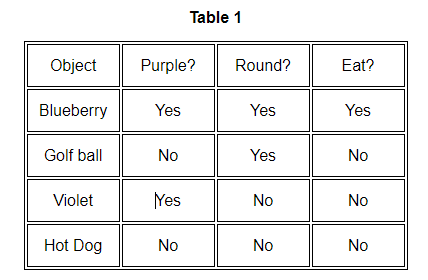 Table 1
Object Purple? Round? Eat?
Blueberry Yes Yes Yes
Golf ball No Yes No
Violet Yes No No
Hot Dog No No No